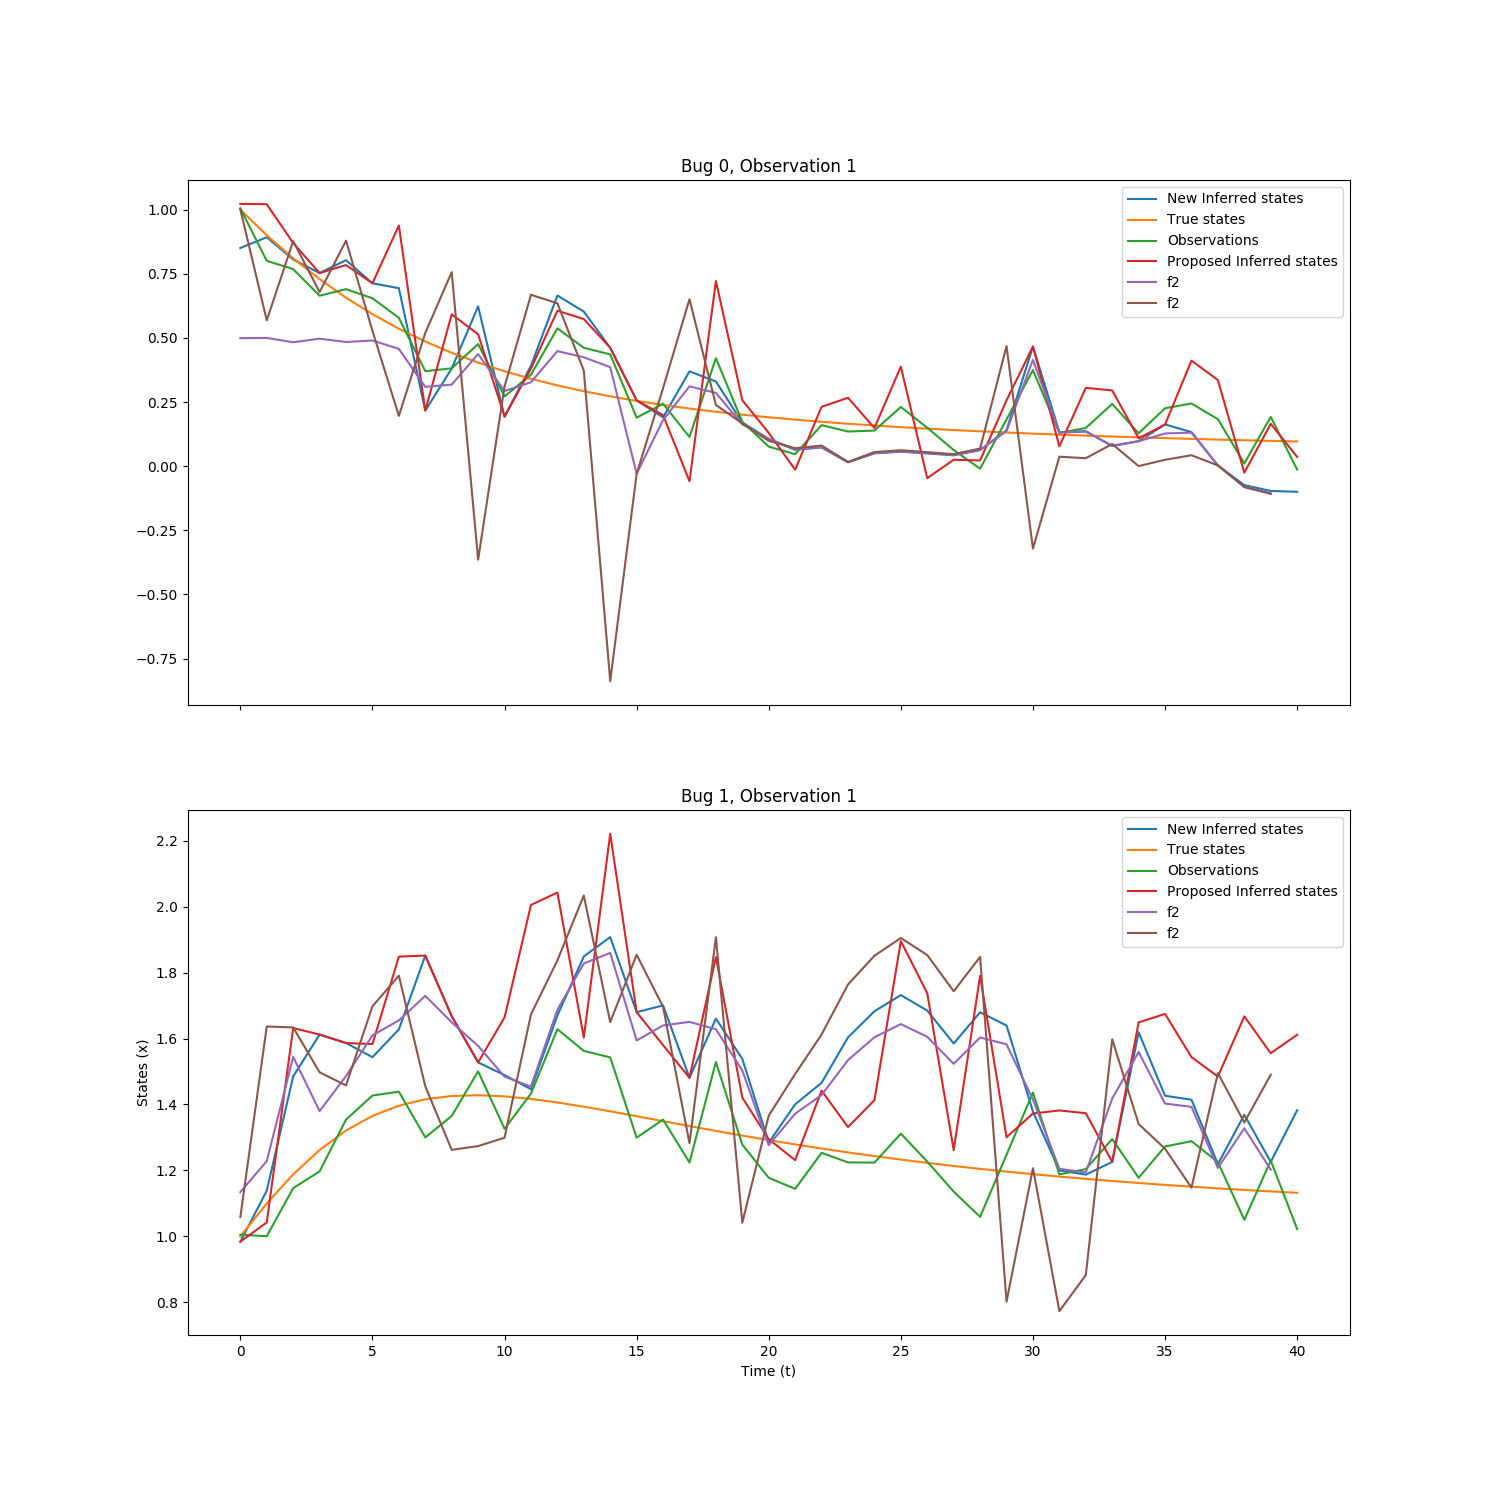 Bug 0, Observation 1
1.00
0.75
0.50
0.25
0.00
−0.25
−0.50
−0.75
New Inferred states
True states
Observations
Proposed Inferred states
f2
f2
Bug 1, Observation 1
2.2
2.0
1.8
1.6
1.4
1.2
1.0
0.8
States (x)
New Inferred states
True states
Observations
Proposed Inferred states
f2
f2
0 5 10 15 20 25 30 35 40
Time (t)